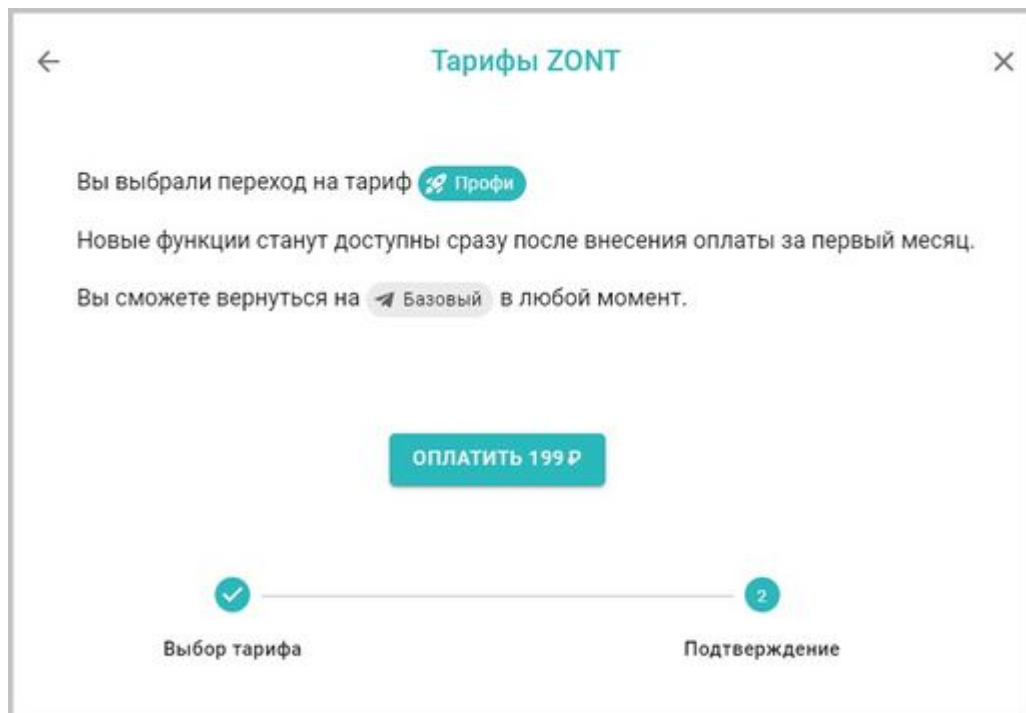 Тарифы ZONT
Вы выбрали переход на тариф Профи
Новые функции станут доступны сразу после внесения оплаты за первый месяц.
Вы сможете вернуться на Базовый в любой момент.
ОПЛАТИТЬ 199 ₽
2
Выбор тарифа
Подтверждение